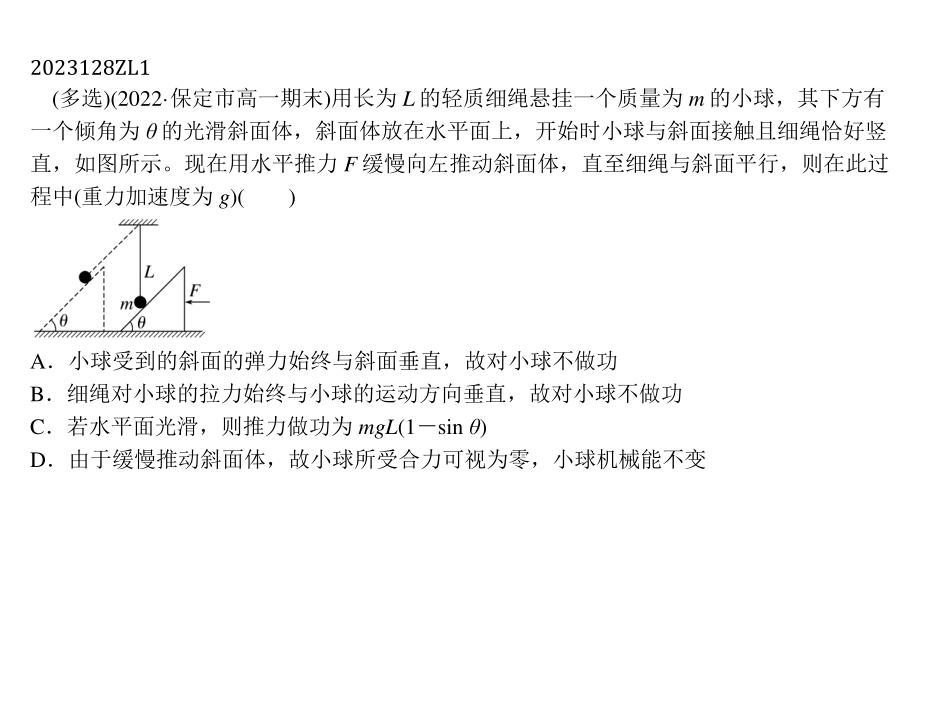 2023128ZL1
(多选)(2022·保定市高一期末)用长为 L 的轻质细绳悬挂一个质量为 m 的小球，其下方有
一个倾角为 θ 的光滑斜面体，斜面体放在水平面上，开始时小球与斜面接触且细绳恰好竖
直，如图所示。现在用水平推力 F 缓慢向左推动斜面体，直至细绳与斜面平行，则在此过
程中(重力加速度为 g)(　　)
L
F
m
θ
θ
A．小球受到的斜面的弹力始终与斜面垂直，故对小球不做功
B．细绳对小球的拉力始终与小球的运动方向垂直，故对小球不做功
C．若水平面光滑，则推力做功为 mgL(1－sin θ)
D．由于缓慢推动斜面体，故小球所受合力可视为零，小球机械能不变